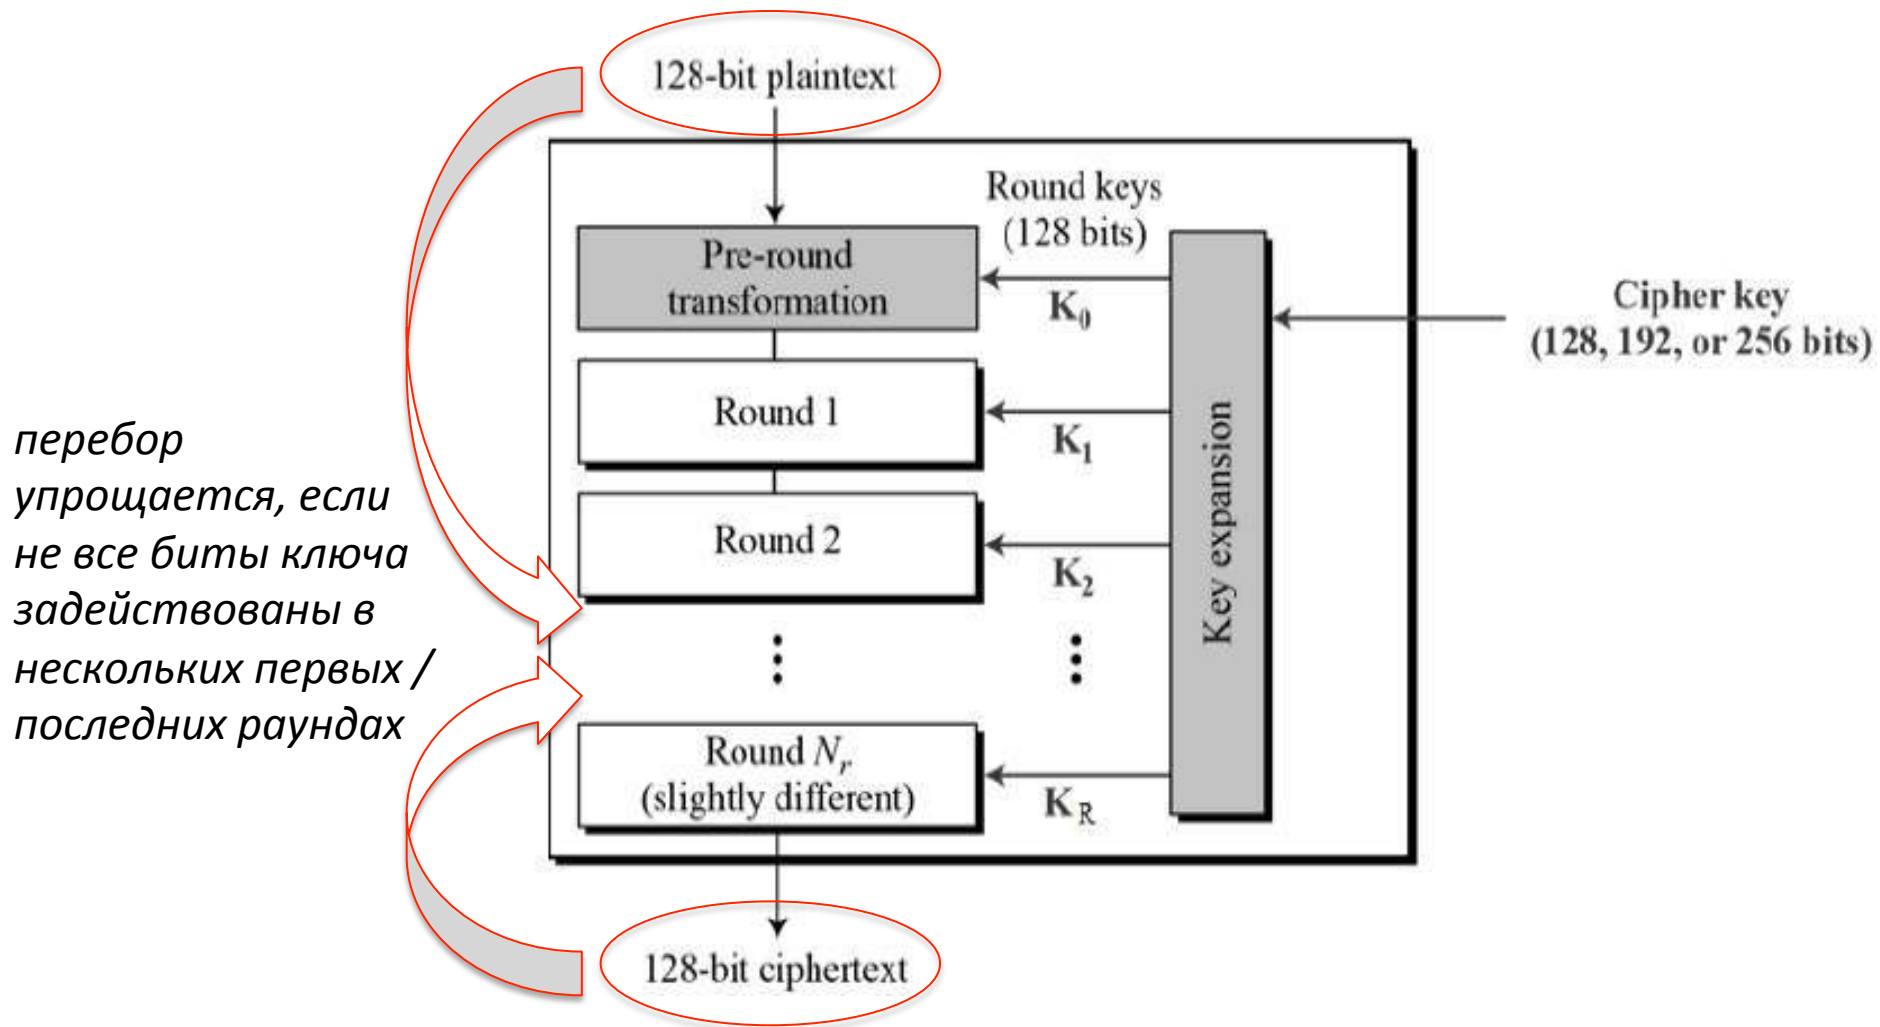 128-bit plaintext
Round keys
(128 bits)
Pre-round
transformation
K₀
Cipher key
(128, 192, or 256 bits)
Round 1
K₁
Key expansion
перебор
упрощается, если
не все биты ключа
задействованы в
нескольких первых /
последних раундах
Round 2
K₂
Round Nᵣ
(slightly different)
K R
128-bit ciphertext